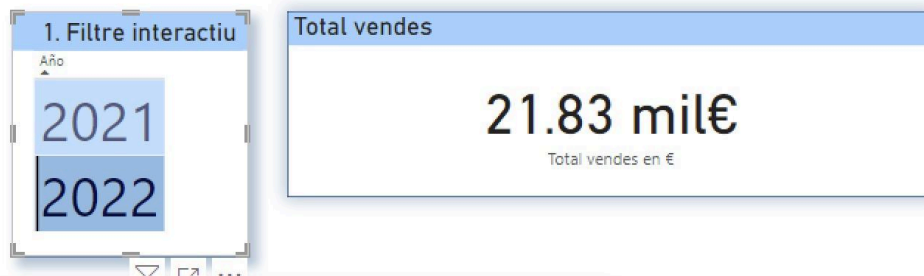 1. Filtre interactiu
Año
2021
2022
Total vendes
21.83 mil€
Total vendes en €